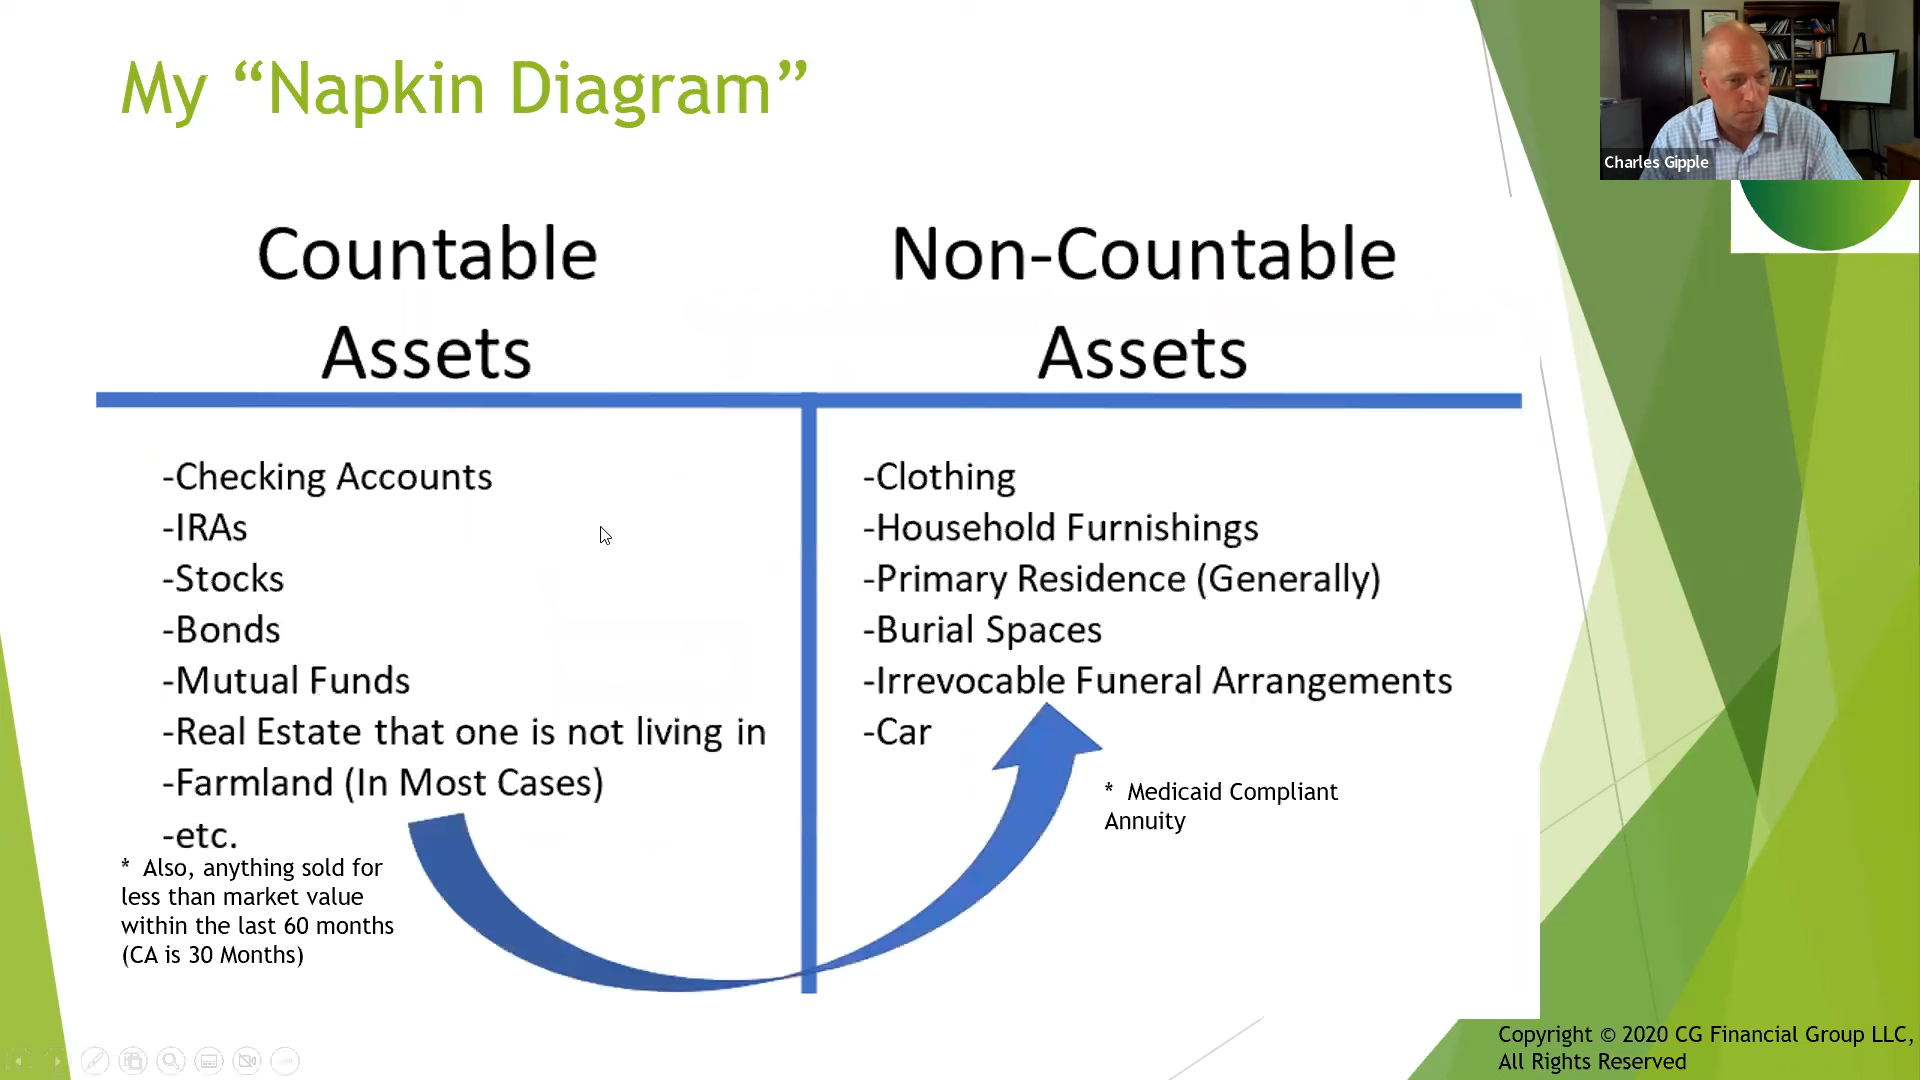 My “Napkin Diagram”
Charles Gipple
Countable
Assets
Non-Countable
Assets
-Checking Accounts
-IRAs
-Stocks
-Bonds
-Mutual Funds
-Real Estate that one is not living in
-Farmland (In Most Cases)
-etc.
* Also, anything sold for
less than market value
within the last 60 months
(CA is 30 Months)
-Clothing
-Household Furnishings
-Primary Residence (Generally)
-Burial Spaces
-Irrevocable Funeral Arrangements
-Car
* Medicaid Compliant
Annuity
Copyright © 2020 CG Financial Group LLC,
All Rights Reserved